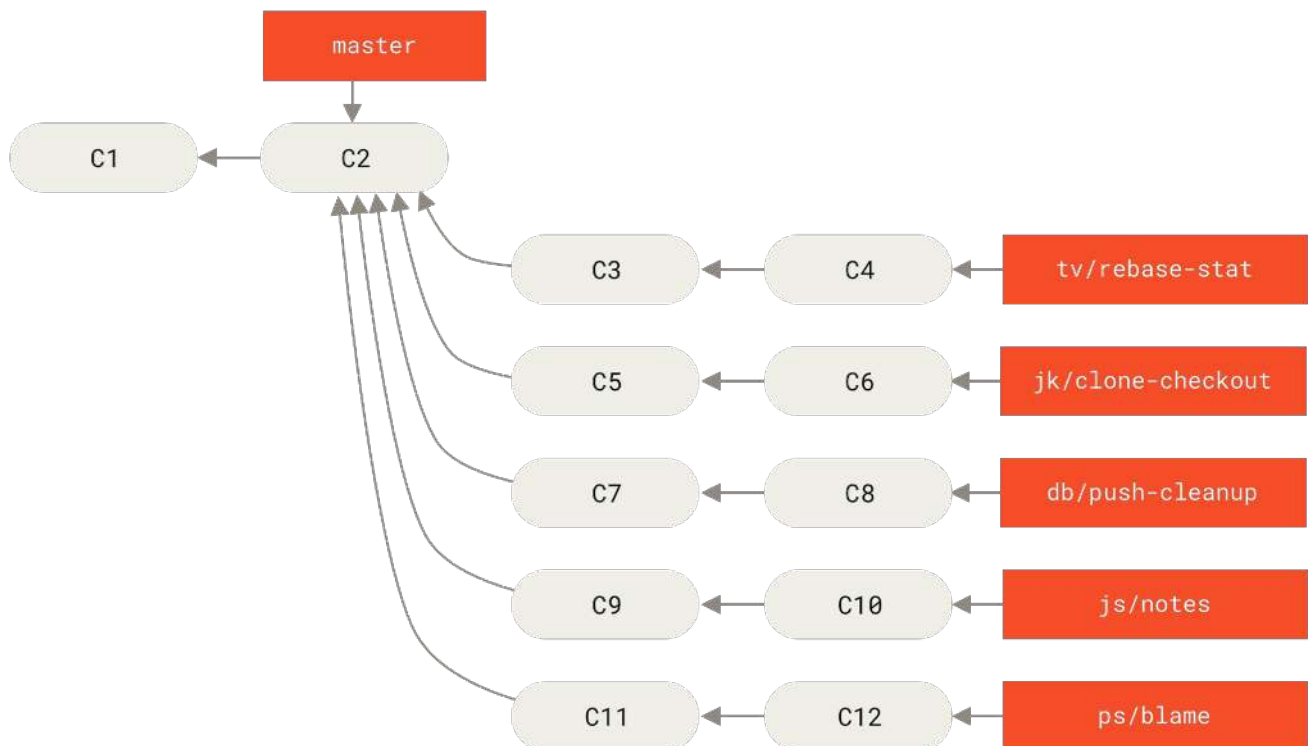 master
C1
C2
C3
C4
tv/rebase-stat
C5
C6
jk/clone-checkout
C7
C8
db/push-cleanup
C9
C10
js/notes
C11
C12
ps/blame